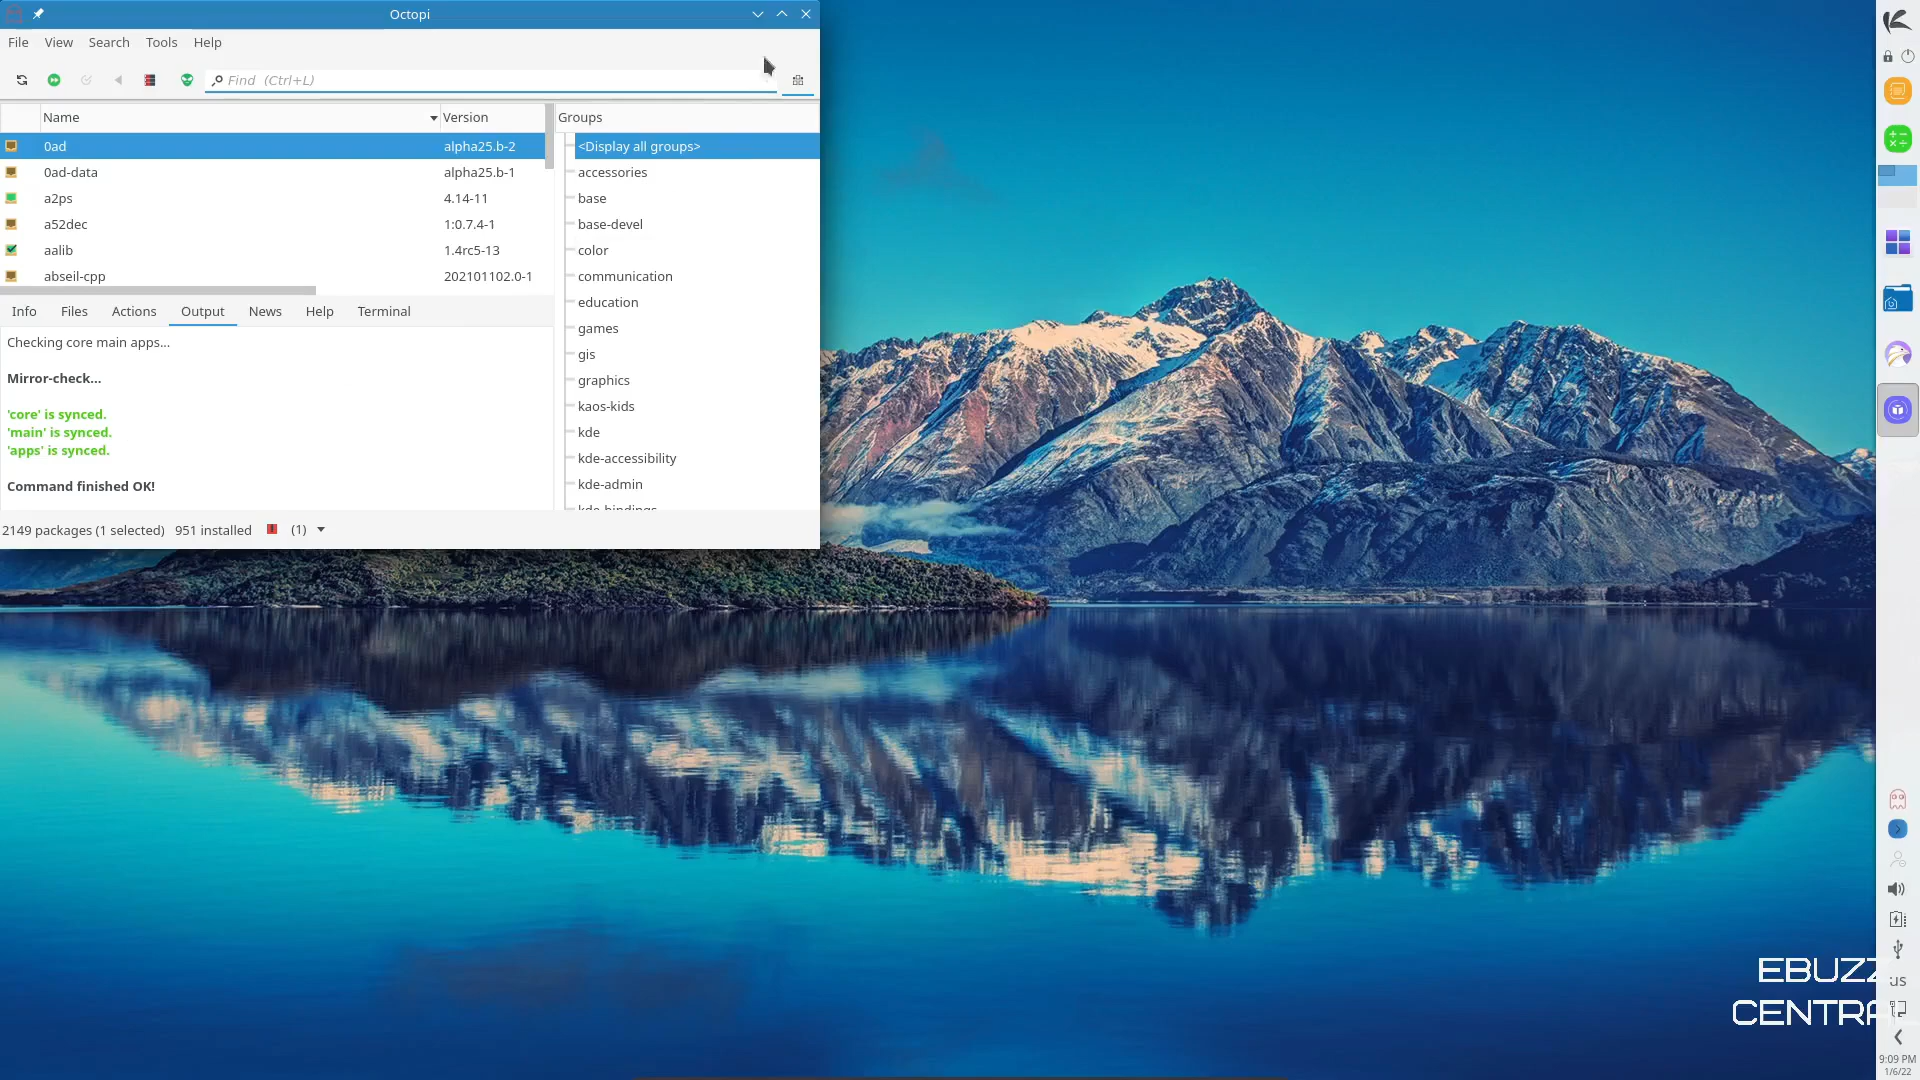 Octopi
File View Search Tools Help
Find (Ctrl+L)
Name Version Groups
0ad alpha25.b-2 <Display all groups>
0ad-data alpha25.b-1 accessories
a2ps 4.14-11 base
a52dec 1:0.7.4-1 base-devel
aalib 1.4rc5-13 color
abseil-cpp 202101102.0-1 communication
education
games
gis
graphics
kaos-kids
kde
kde-accessibility
kde-admin
kde-bindings
Info Files Actions Output News Help Terminal
Checking core main apps...
Mirror-check...
'core' is synced.
'main' is synced.
'apps' is synced.
Command finished OK!
2149 packages (1 selected) 951 installed (1)
EBUZZ
CENTRAL
us
9:09 PM
1/6/22